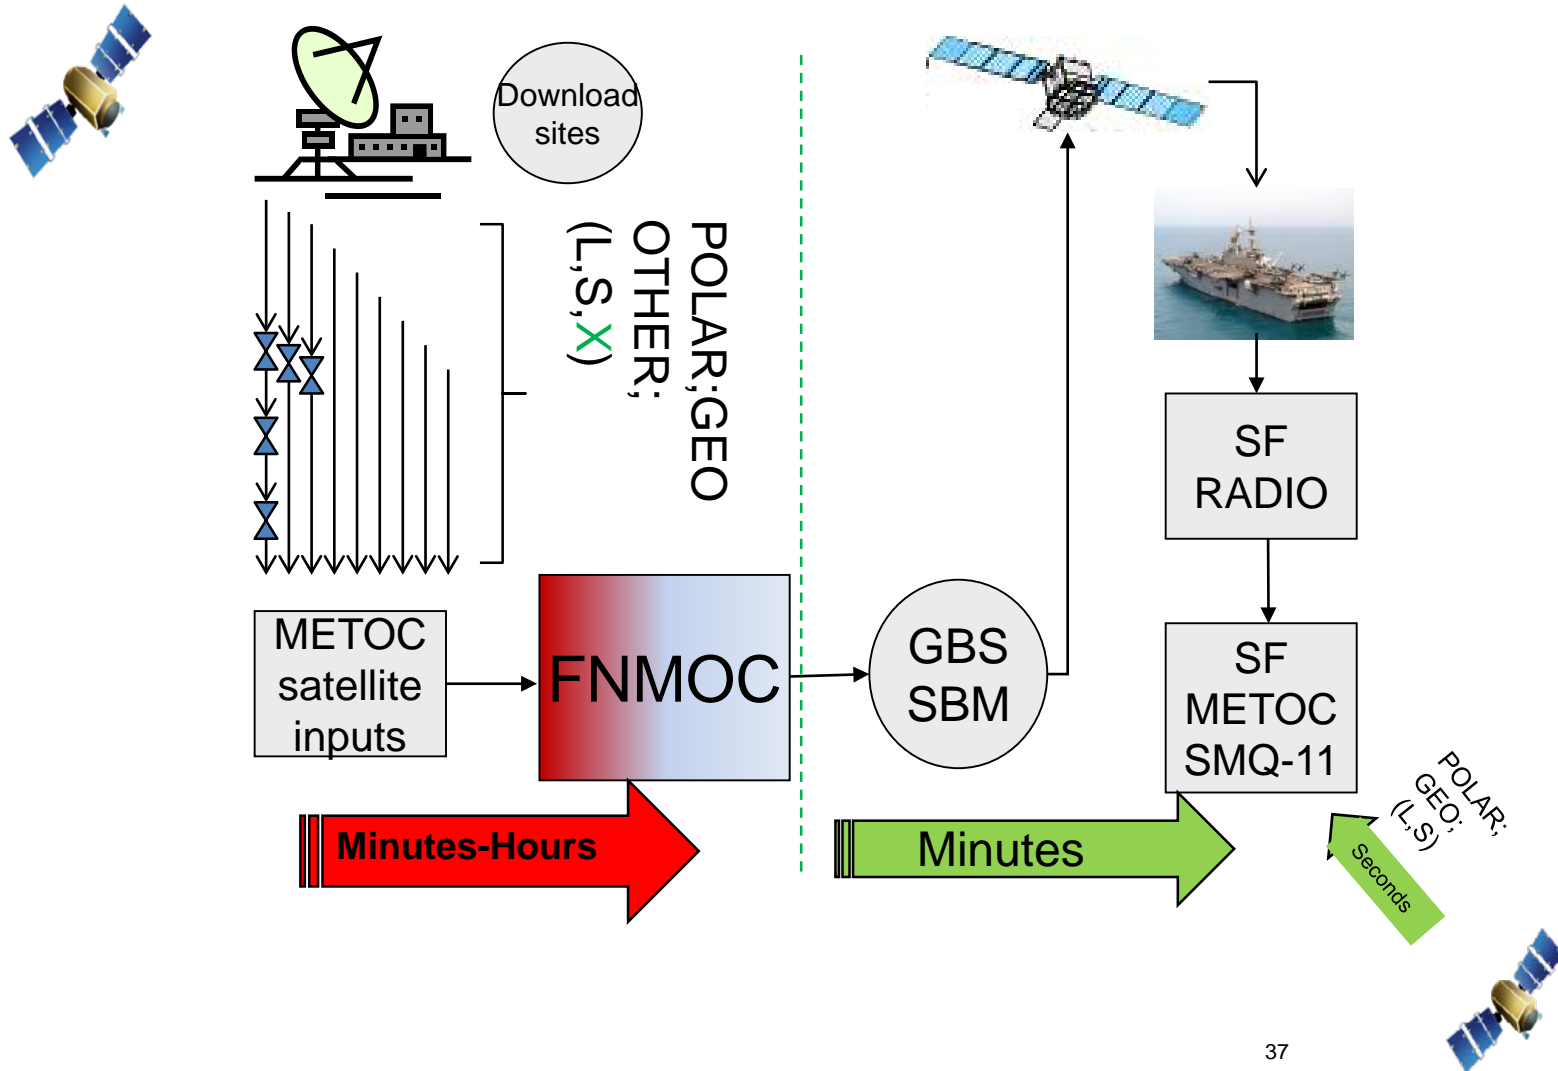 Download
sites
POLAR;GEO
OTHER;
(L,S,X)
METOC
satellite
inputs
FNMOC
GBS
SBM
SF
RADIO
SF
METOC
SMQ-11
Minutes-Hours
Minutes
POLAR;
GEO;
(L,S)
Seconds
37